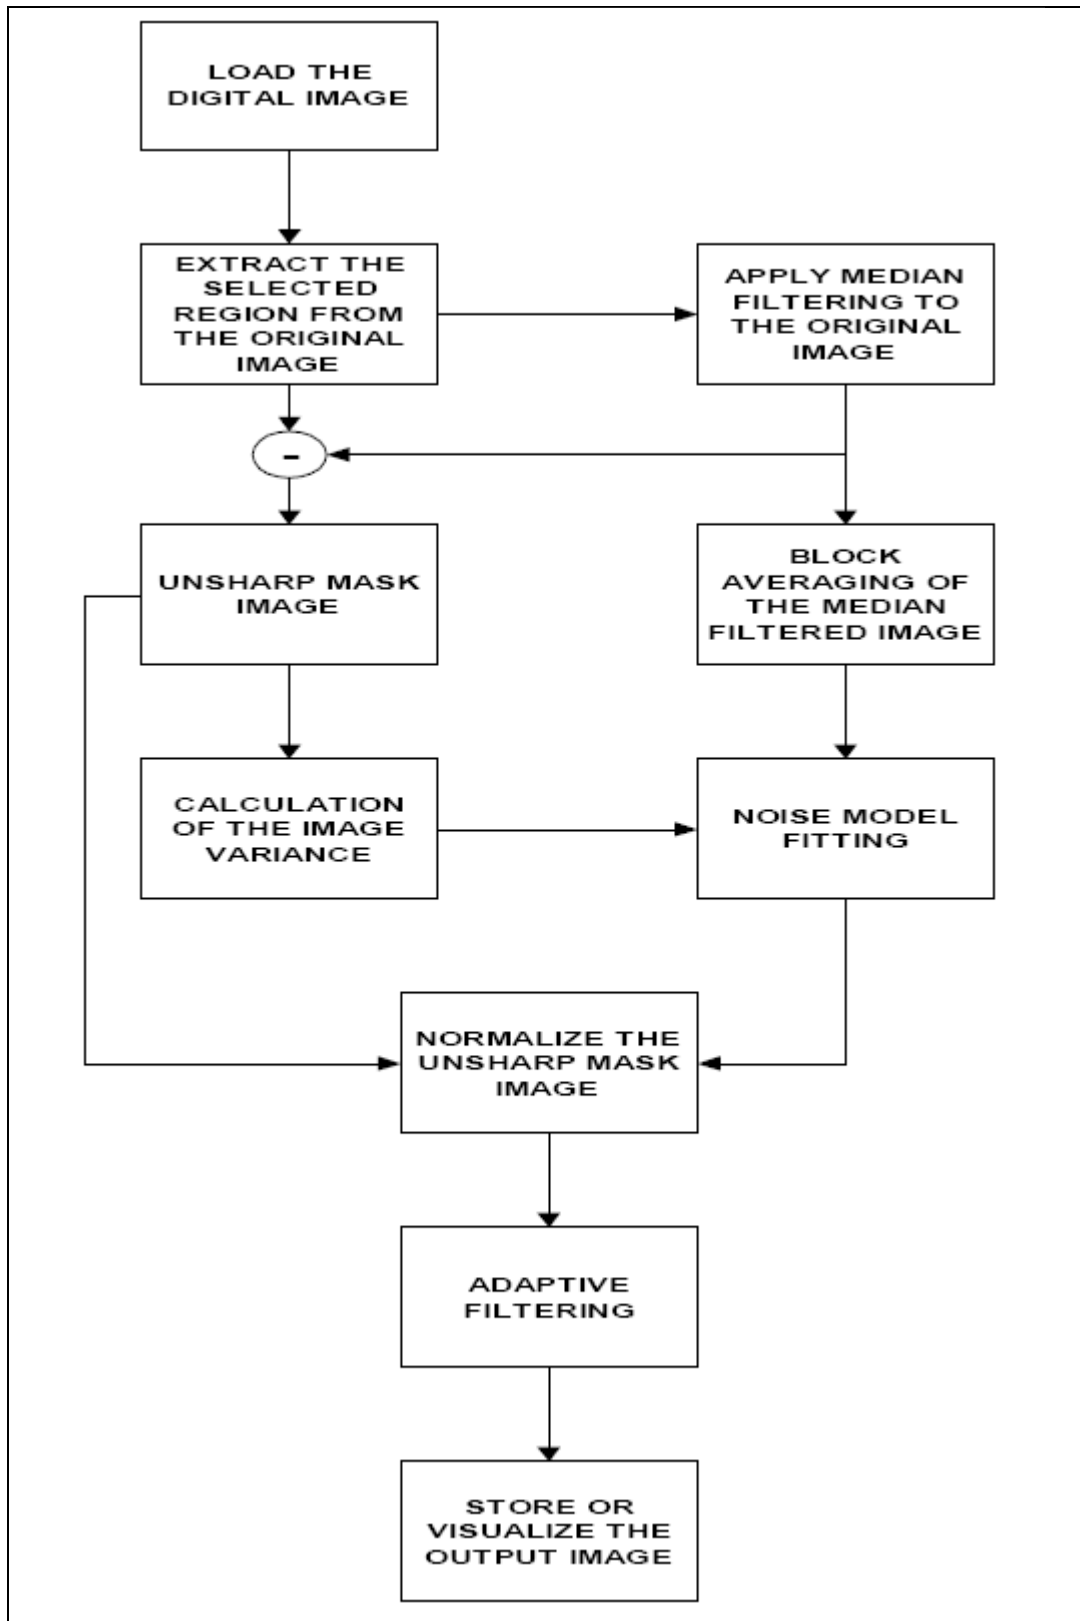 LOAD THE
DIGITAL IMAGE
EXTRACT THE
SELECTED
REGION FROM
THE ORIGINAL
IMAGE
APPLY MEDIAN
FILTERING TO
THE ORIGINAL
IMAGE
-
UNSHARP MASK
IMAGE
BLOCK
AVERAGING OF
THE MEDIAN
FILTERED IMAGE
CALCULATION
OF THE IMAGE
VARIANCE
NOISE MODEL
FITTING
NORMALIZE THE
UNSHARP MASK
IMAGE
ADAPTIVE
FILTERING
STORE OR
VISUALIZE THE
OUTPUT IMAGE